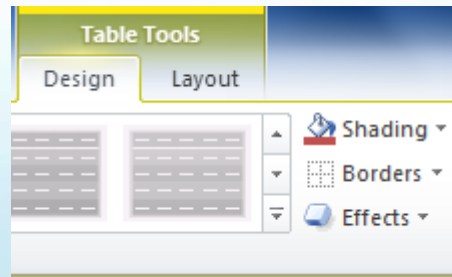 Table Tools
Design Layout
Shading
Borders
Effects